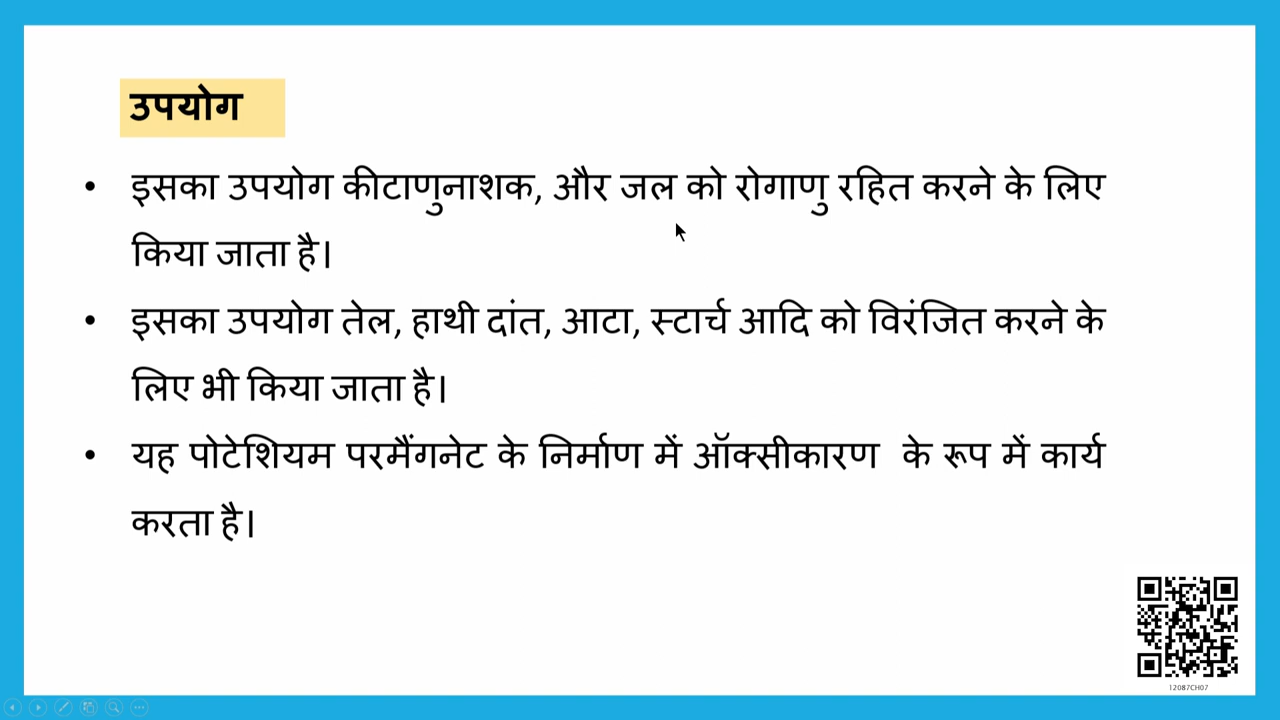 उपयोग
• इसका उपयोग कीटाणुनाशक, और जल को रोगाणु रहित करने के लिए
किया जाता है।
• इसका उपयोग तेल, हाथी दांत, आटा, स्टार्च आदि को विरंजित करने के
लिए भी किया जाता है।
• यह पोटेशियम परमैंगनेट के निर्माण में ऑक्सीकारण के रूप में कार्य
करता है।
12087CH07